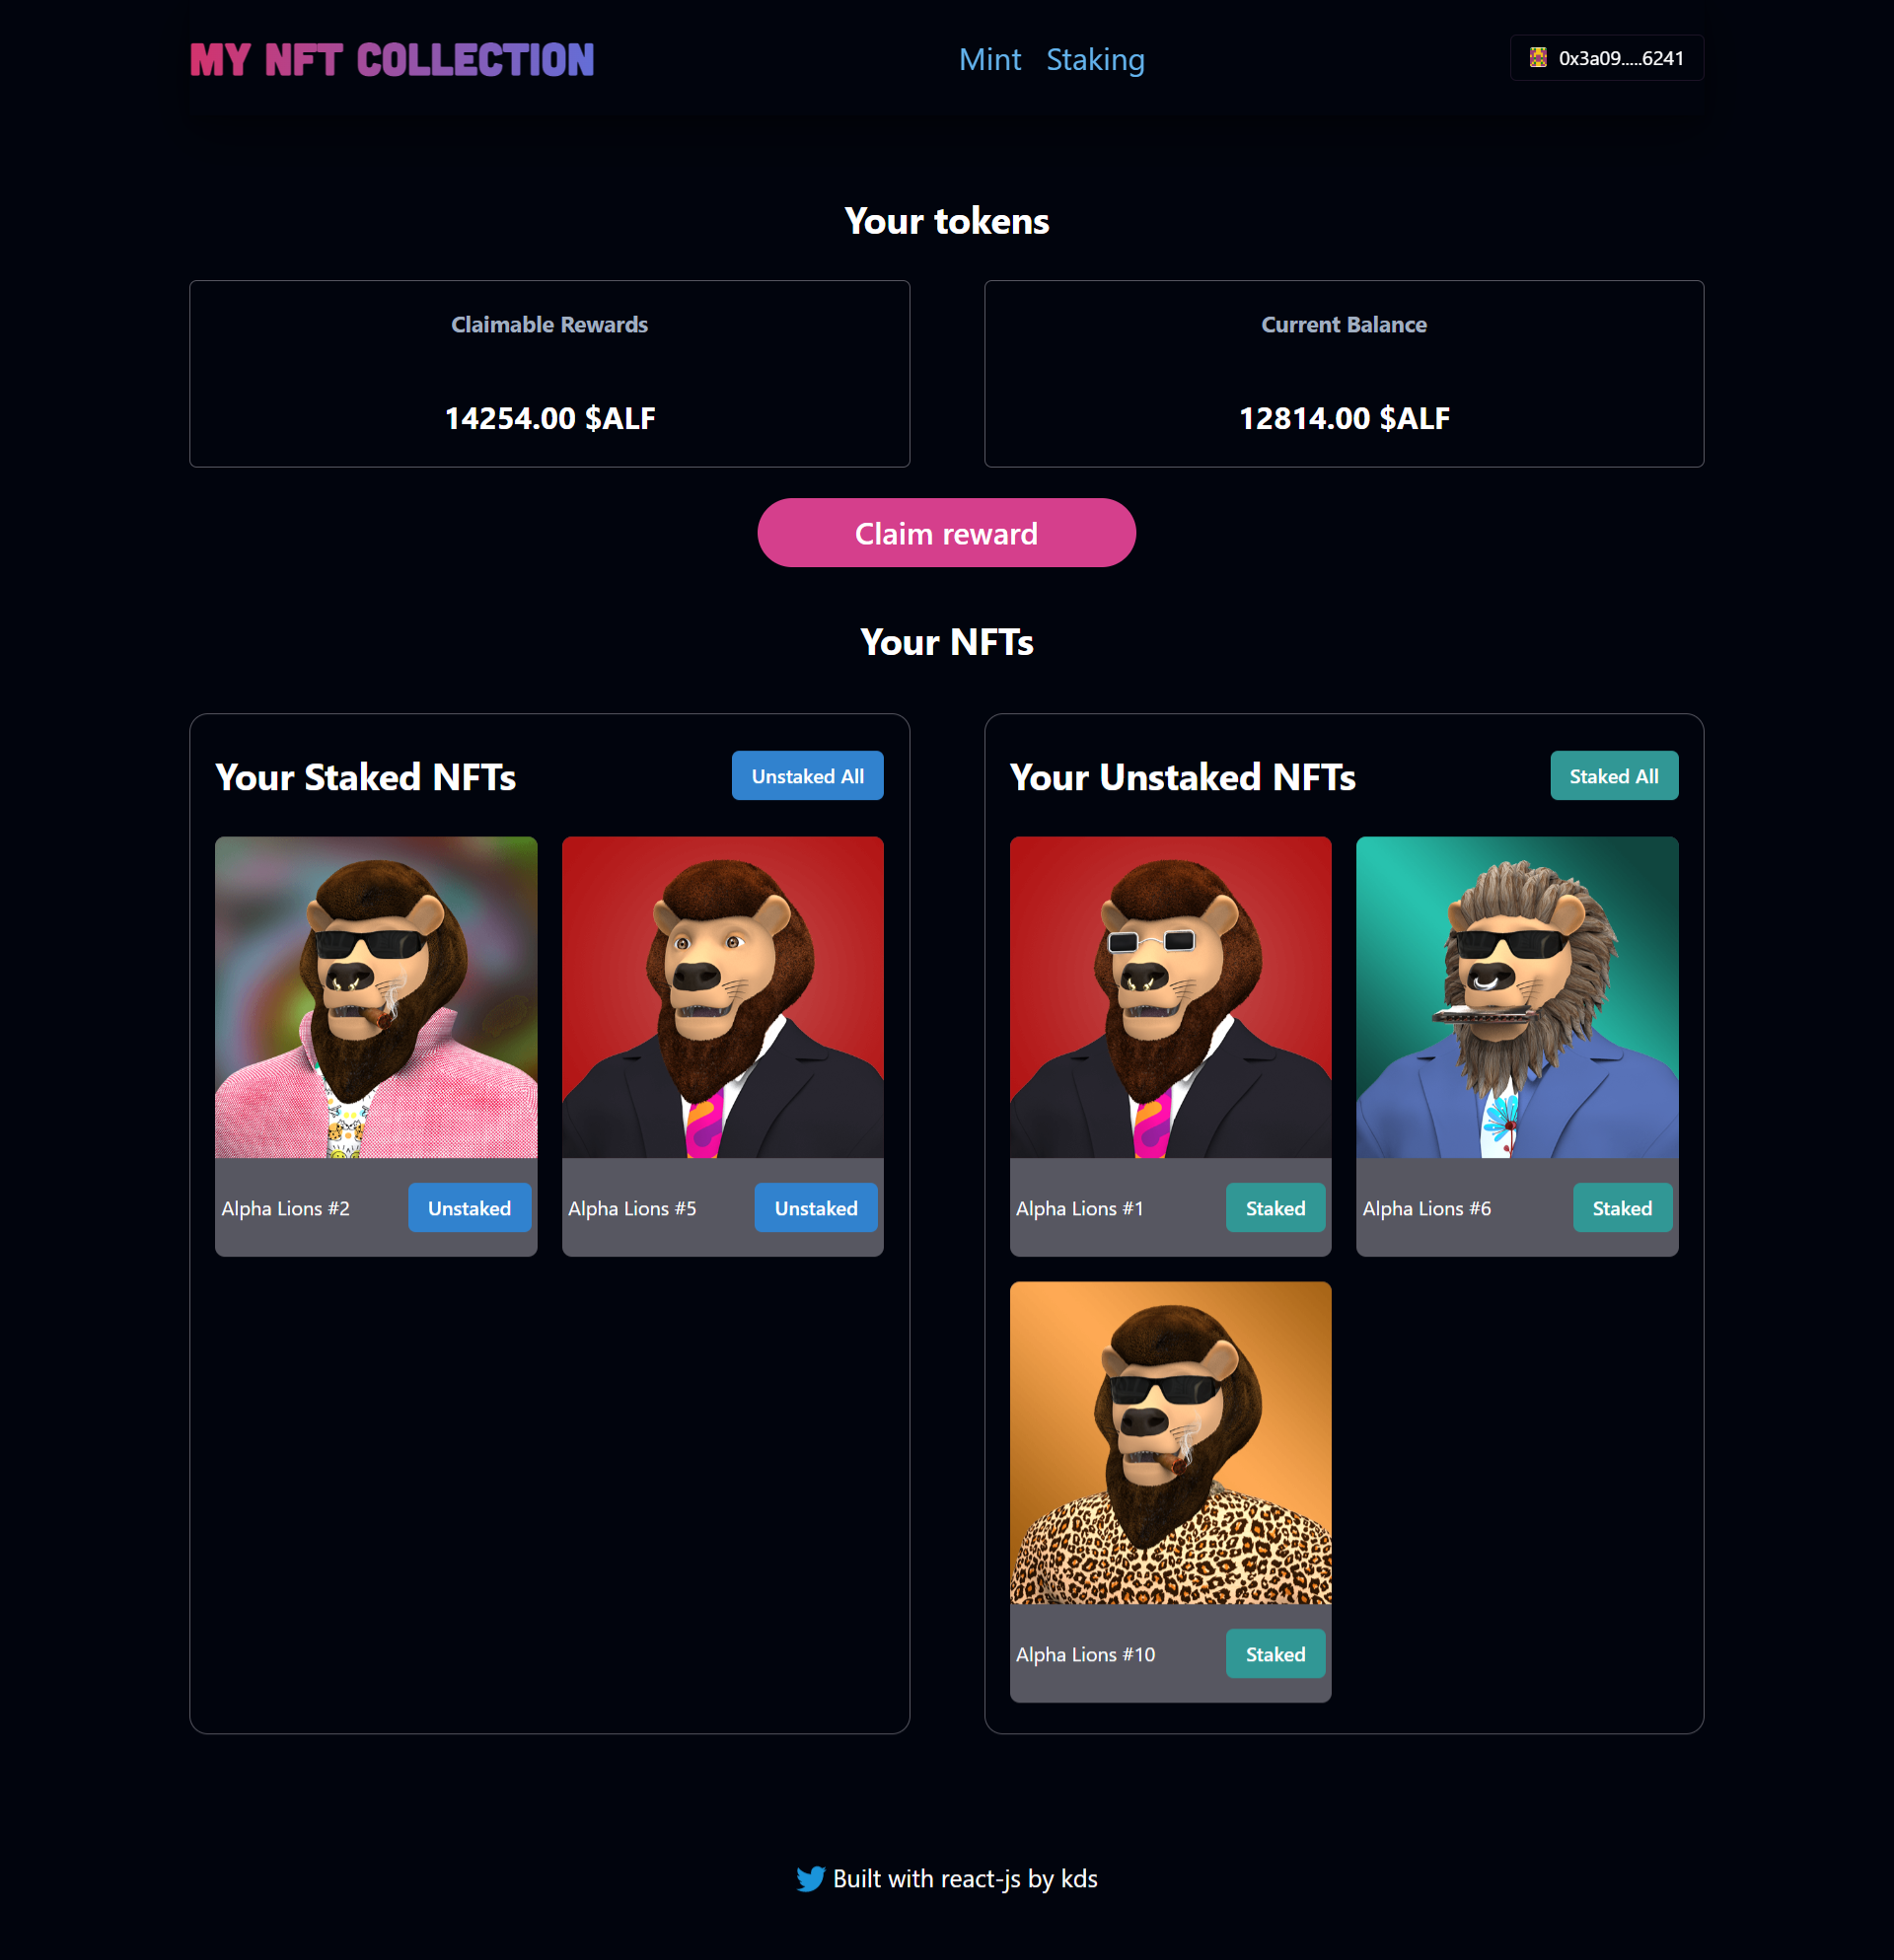 MY NFT COLLECTION
Mint Staking
0x3a09.....6241
Your tokens
Claimable Rewards
14254.00 $ALF
Current Balance
12814.00 $ALF
Claim reward
Your NFTs
Your Staked NFTs
Unstaked All
Alpha Lions #2
Unstaked
Alpha Lions #5
Unstaked
Your Unstaked NFTs
Staked All
Alpha Lions #1
Staked
Alpha Lions #6
Staked
Alpha Lions #10
Staked
Built with react-js by kds